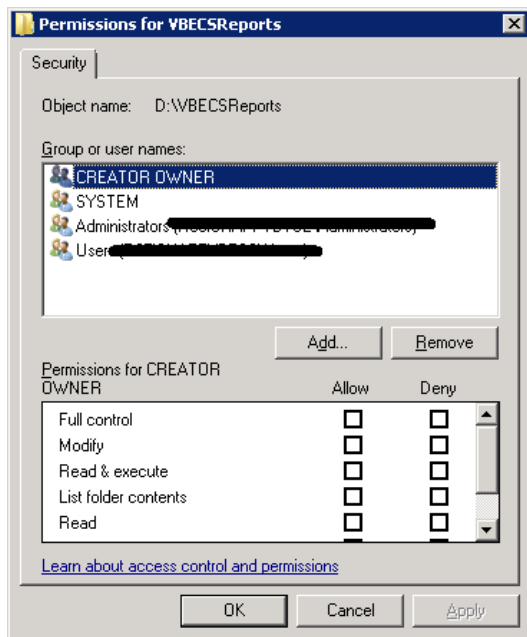 Permissions for VBECSReports
Security
Object name: D:\VBECSReports
Group or user names:
CREATOR OWNER
SYSTEM
Administrators
Users
Add... Remove
Permissions for CREATOR
OWNER Allow Deny
Full control
Modify
Read & execute
List folder contents
Read
Learn about access control and permissions
OK Cancel Apply